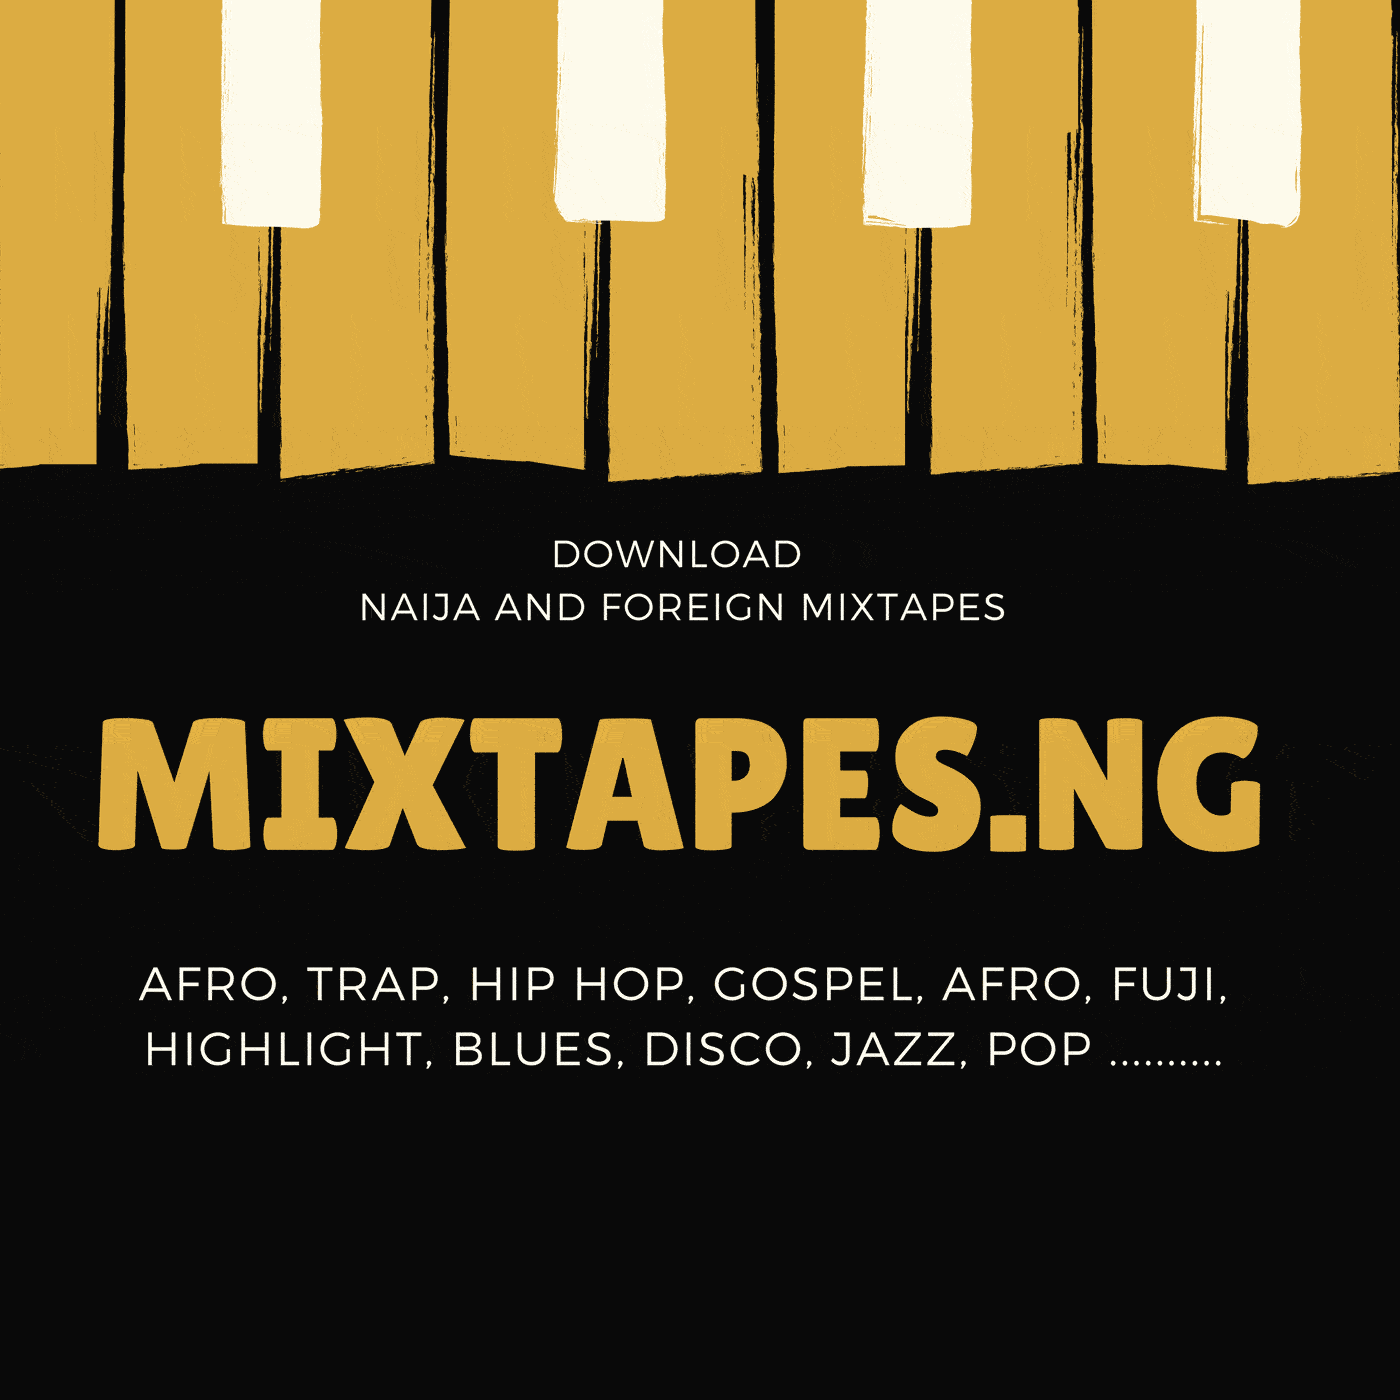 DOWNLOAD
NAIJA AND FOREIGN MIXTAPES
MIXTAPES.NG
AFRO, TRAP, HIP HOP, GOSPEL, AFRO, FUJI,
HIGHLIGHT, BLUES, DISCO, JAZZ, POP ..........